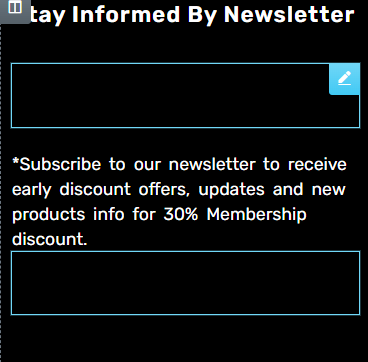 tay Informed By Newsletter
*Subscribe to our newsletter to receive
early discount offers, updates and new
products info for 30% Membership
discount.